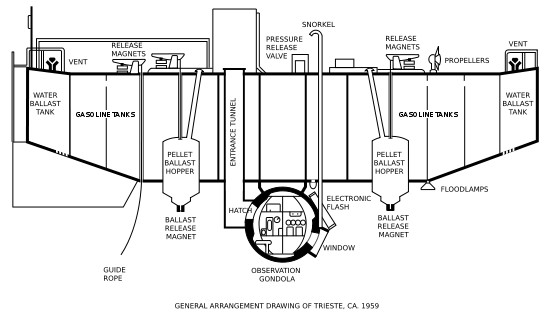 SNORKEL
RELEASE
MAGNETS
PRESSURE
RELEASE
VALVE
RELEASE
MAGNETS
VENT
VENT
PROPELLERS
WATER
BALLAST
TANK
GASOLINE TANKS
ENTRANCE TUNNEL
GASOLINE TANKS
WATER
BALLAST
TANK
PELLET
BALLAST
HOPPER
PELLET
BALLAST
HOPPER
FLOODLAMPS
ELECTRONIC
FLASH
HATCH
BALLAST
RELEASE
MAGNET
BALLAST
RELEASE
MAGNET
WINDOW
GUIDE
ROPE
OBSERVATION
GONDOLA
GENERAL ARRANGEMENT DRAWING OF TRIESTE, CA. 1959